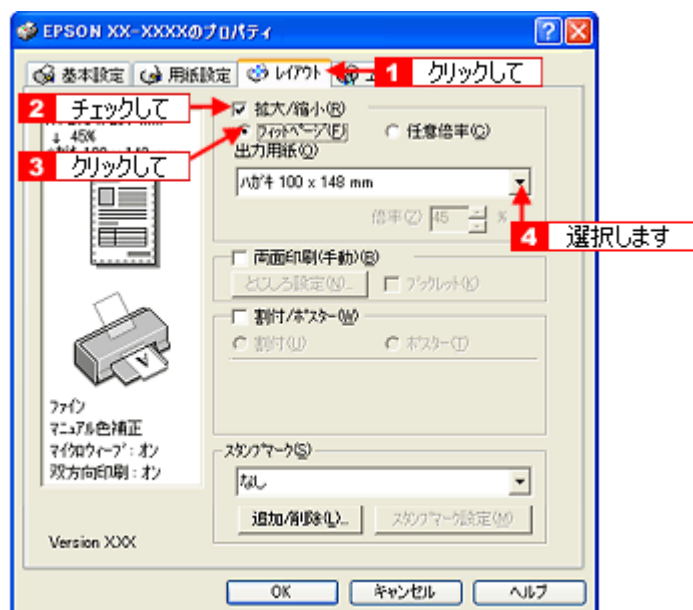 EPSON XX-XXXXのプロパティ
基本設定 用紙設定 レイアウト
1 クリックして
2 チェックして
拡大/縮小(R)
↓ 45%
フィットページ(F) 任意倍率(C)
3 クリックして
出力用紙(O)
ハガキ 100 x 148 mm
倍率(Z) 45 %
4 選択します
両面印刷(手動)(B)
とじしろ設定(N)... ブックレット(K)
割付/ポスター(W)
割付(U) ポスター(T)
ファイン
マニュアル色補正
マイクロウィーブ:オン
双方向印刷:オン
スタンプマーク(S)
なし
追加/削除(L)... スタンプマーク設定(M)
Version XXX
OK キャンセル ヘルプ